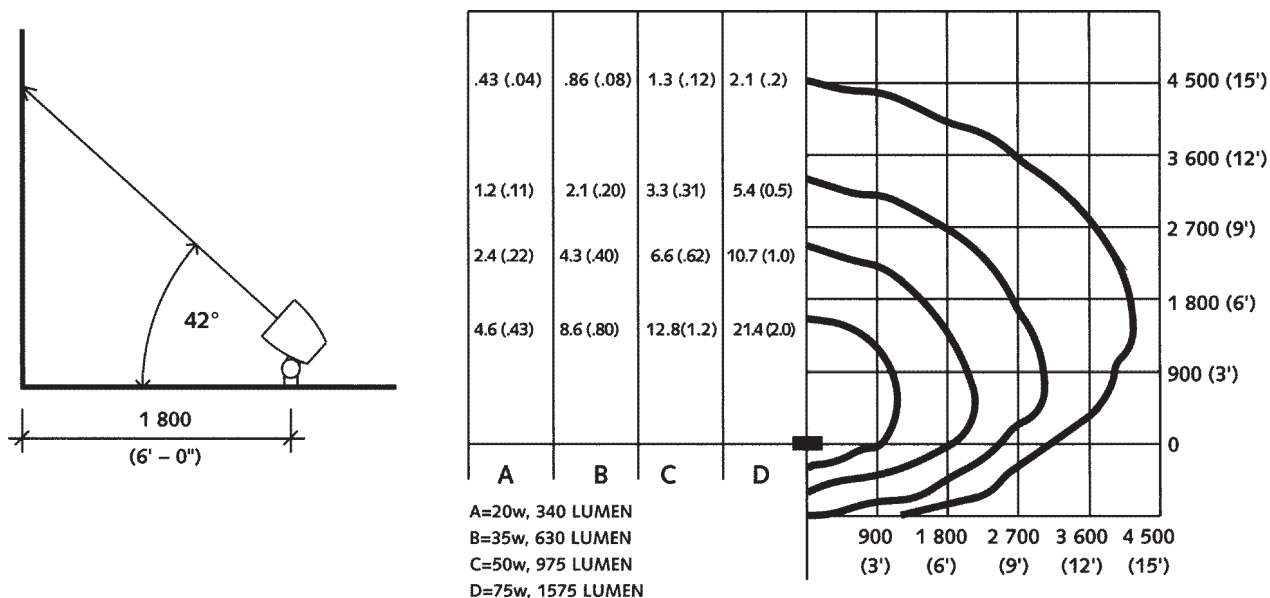 42°
1 800
(6' – 0")
.43 (.04) .86 (.08) 1.3 (.12) 2.1 (.2)
1.2 (.11) 2.1 (.20) 3.3 (.31) 5.4 (0.5)
2.4 (.22) 4.3 (.40) 6.6 (.62) 10.7 (1.0)
4.6 (.43) 8.6 (.80) 12.8(1.2) 21.4(2.0)
A B C D
A=20w, 340 LUMEN
B=35w, 630 LUMEN
C=50w, 975 LUMEN
D=75w, 1575 LUMEN
4 500 (15')
3 600 (12')
2 700 (9')
1 800 (6')
900 (3')
0
900 1 800 2 700 3 600 4 500
(3') (6') (9') (12') (15')